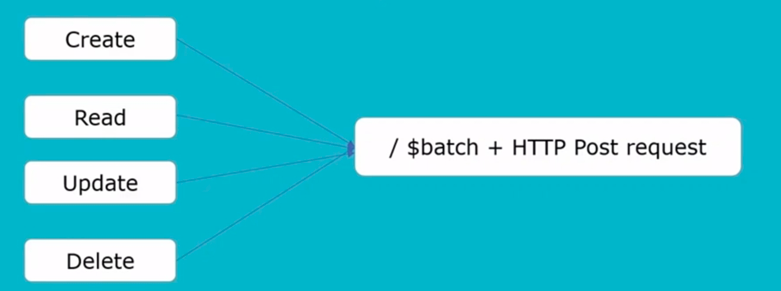 Create
Read
Update
Delete
/ $batch + HTTP Post request